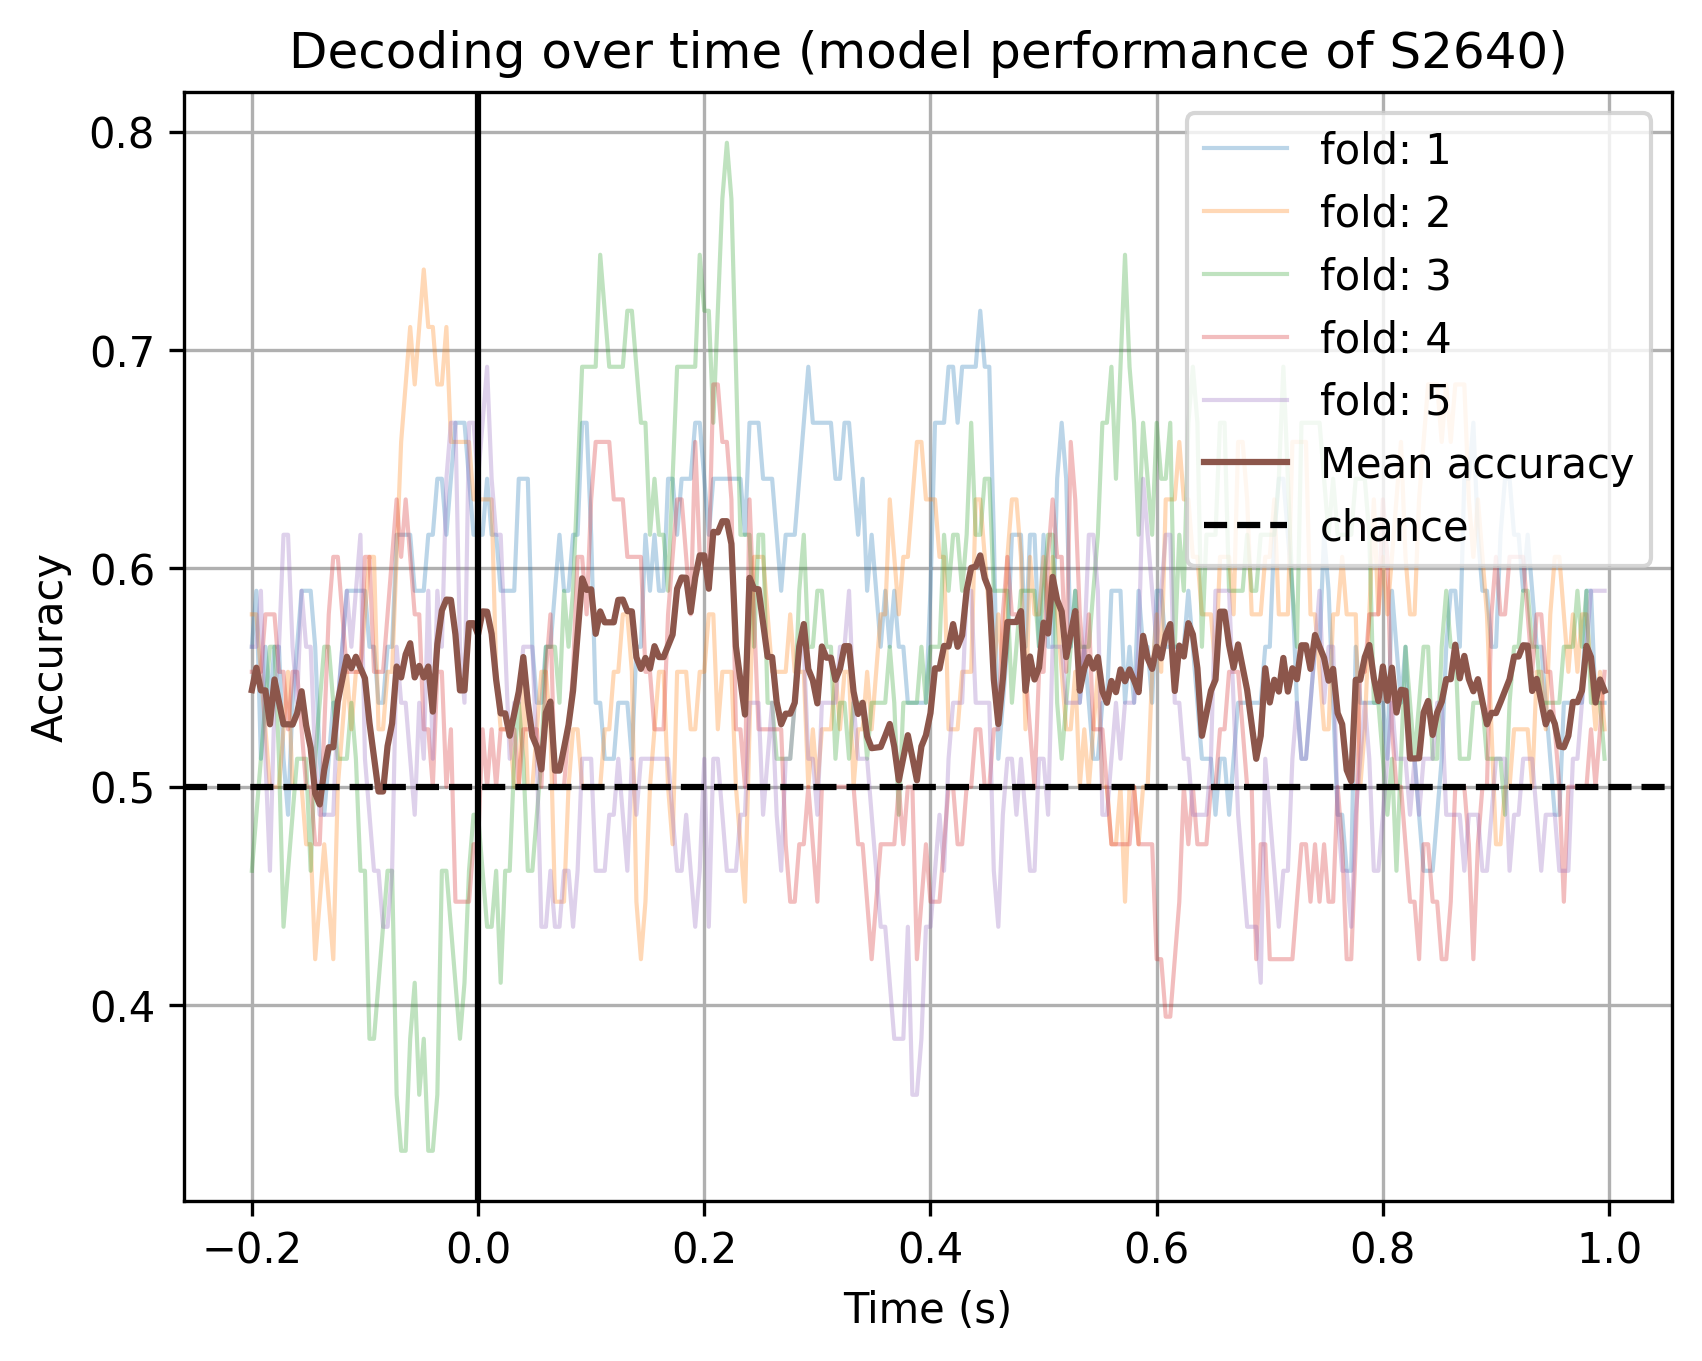 Decoding over time (model performance of S2640)
0.8
0.7
0.6
0.5
0.4
Accuracy
fold: 1
fold: 2
fold: 3
fold: 4
fold: 5
Mean accuracy
chance
−0.2 0.0 0.2 0.4 0.6 0.8 1.0
Time (s)